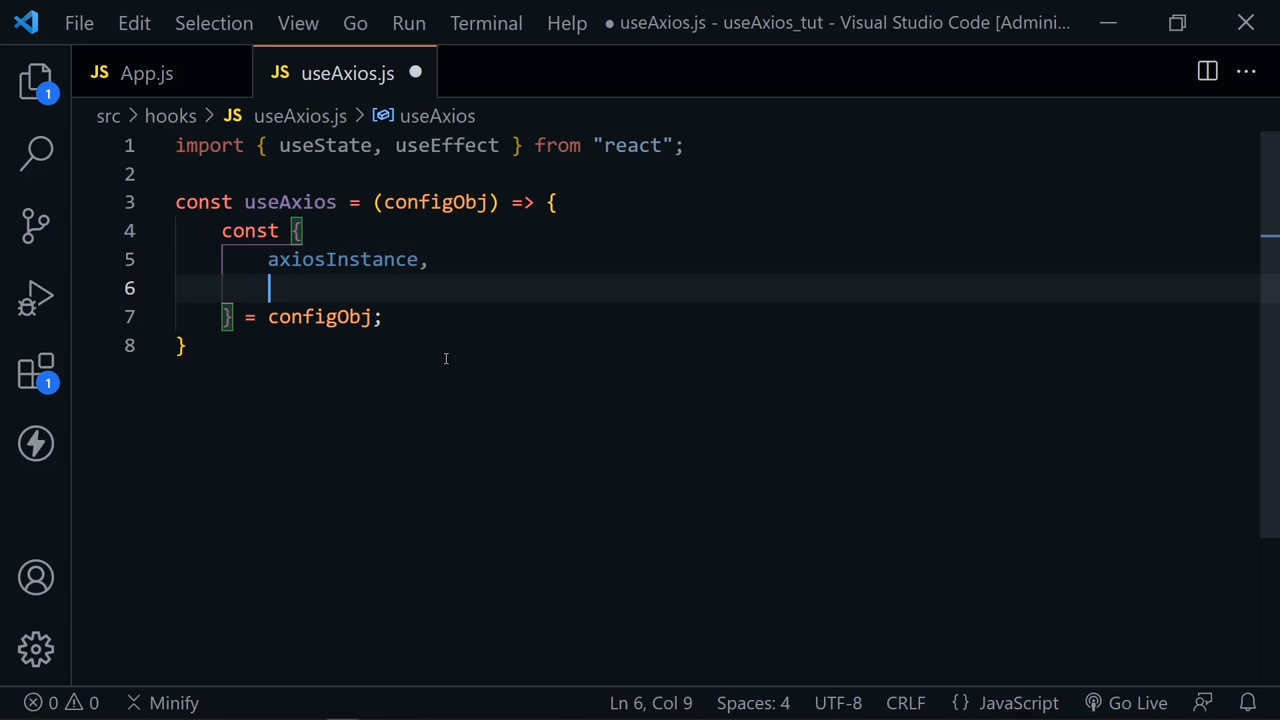 File Edit Selection View Go Run Terminal Help ● useAxios.js - useAxios_tut - Visual Studio Code [Admini...
JS App.js JS useAxios.js
src > hooks > JS useAxios.js > useAxios
1 import { useState, useEffect } from "react";
2
3 const useAxios = (configObj) => {
4 const {
5 axiosInstance,
6
7 } = configObj;
8 }
1
1
0 0 Minify Ln 6, Col 9 Spaces: 4 UTF-8 CRLF {} JavaScript Go Live